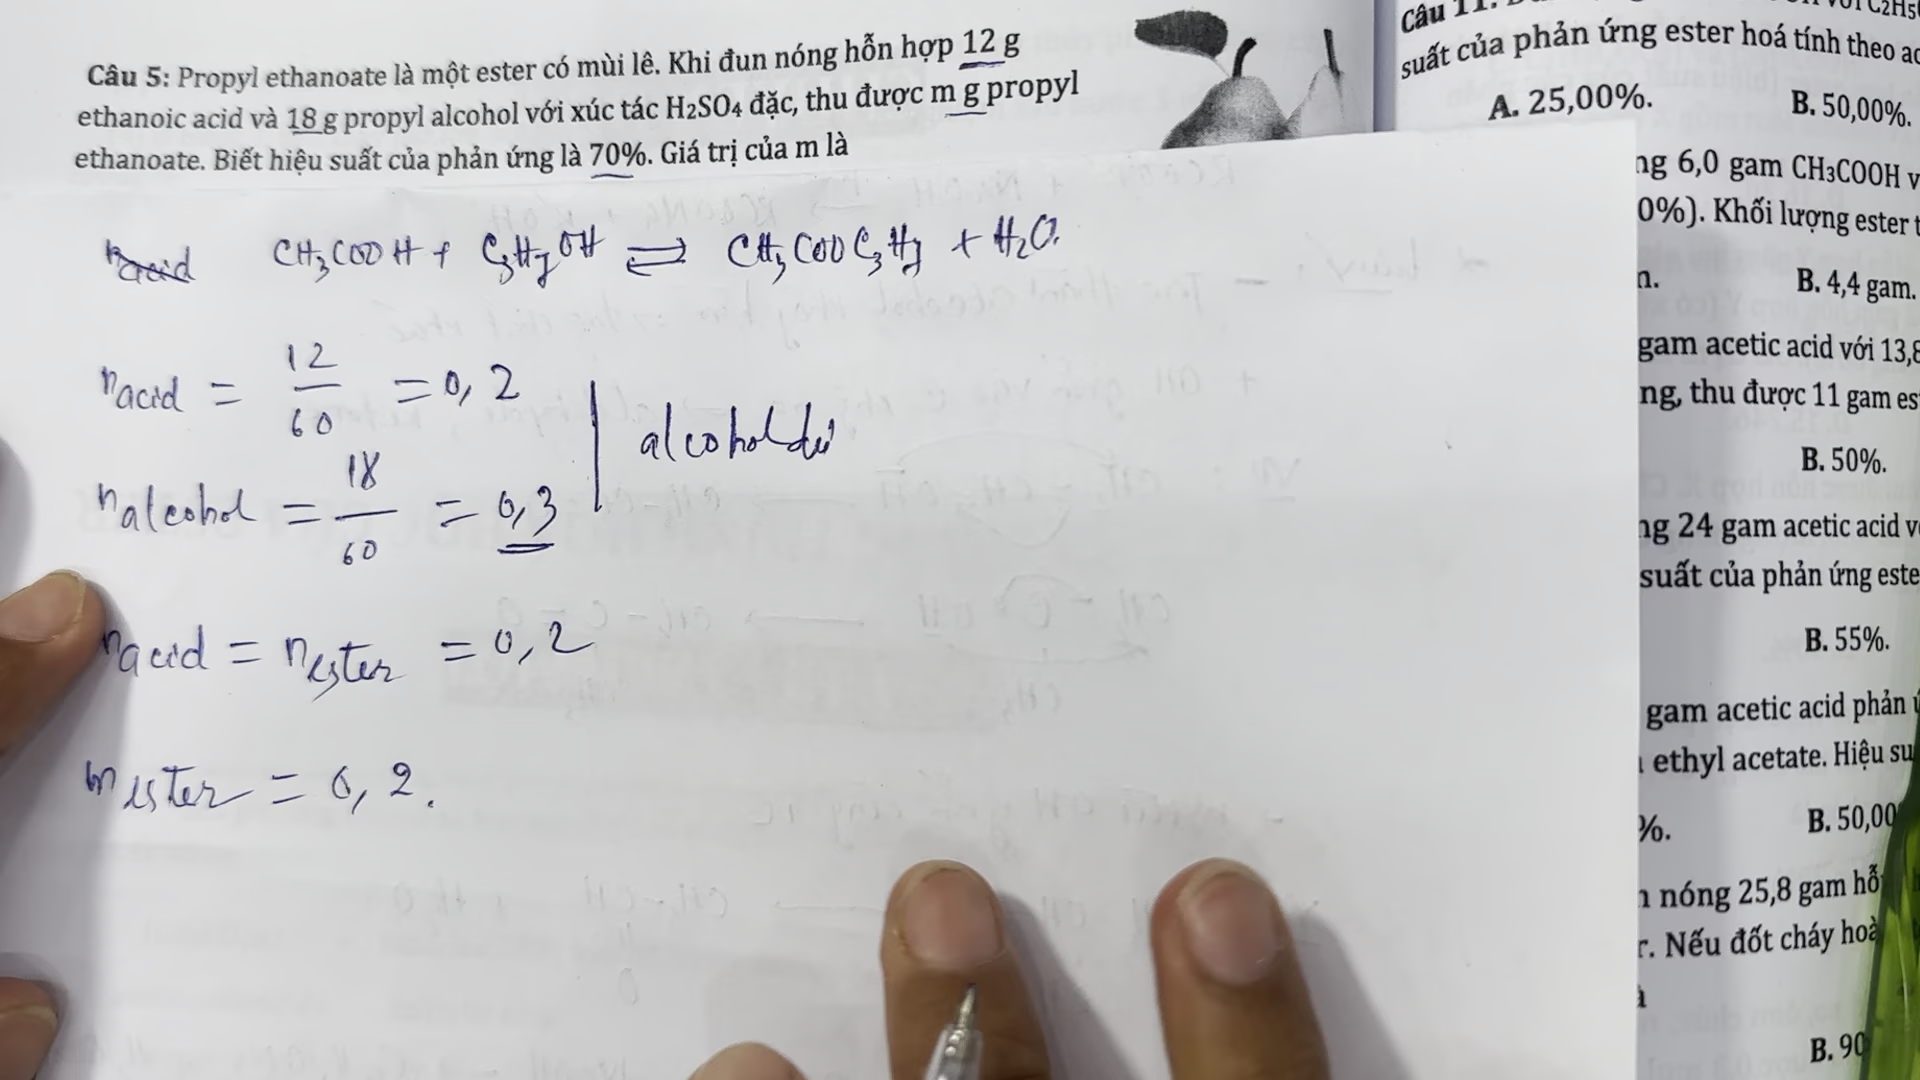 Câu 5: Propyl ethanoate là một ester có mùi lê. Khi đun nóng hỗn hợp 12 g
ethanoic acid và 18 g propyl alcohol với xúc tác H₂SO₄ đặc, thu được m g propyl
ethanoate. Biết hiệu suất của phản ứng là 70%. Giá trị của m là
CH₃COOH + C₃H₇OH ⇌ CH₃COOC₃H₇ + H₂O.
n acid = 12/60 = 0,2
alcohol dư
n alcohol = 18/60 = 0,3
n acid = n ester = 0,2
m ester = 0,2.
Câu 11.
suất của phản ứng ester hoá tính theo
A. 25,00%.
B. 50,00%.
ng 6,0 gam CH₃COOH v
0%). Khối lượng ester t
n.
B. 4,4 gam.
gam acetic acid với 13,8
ng, thu được 11 gam es
B. 50%.
ng 24 gam acetic acid v
suất của phản ứng este
B. 55%.
gam acetic acid phản
ethyl acetate. Hiệu su
%.
B. 50,00
nóng 25,8 gam hỗ
r. Nếu đốt cháy hoà
B. 90